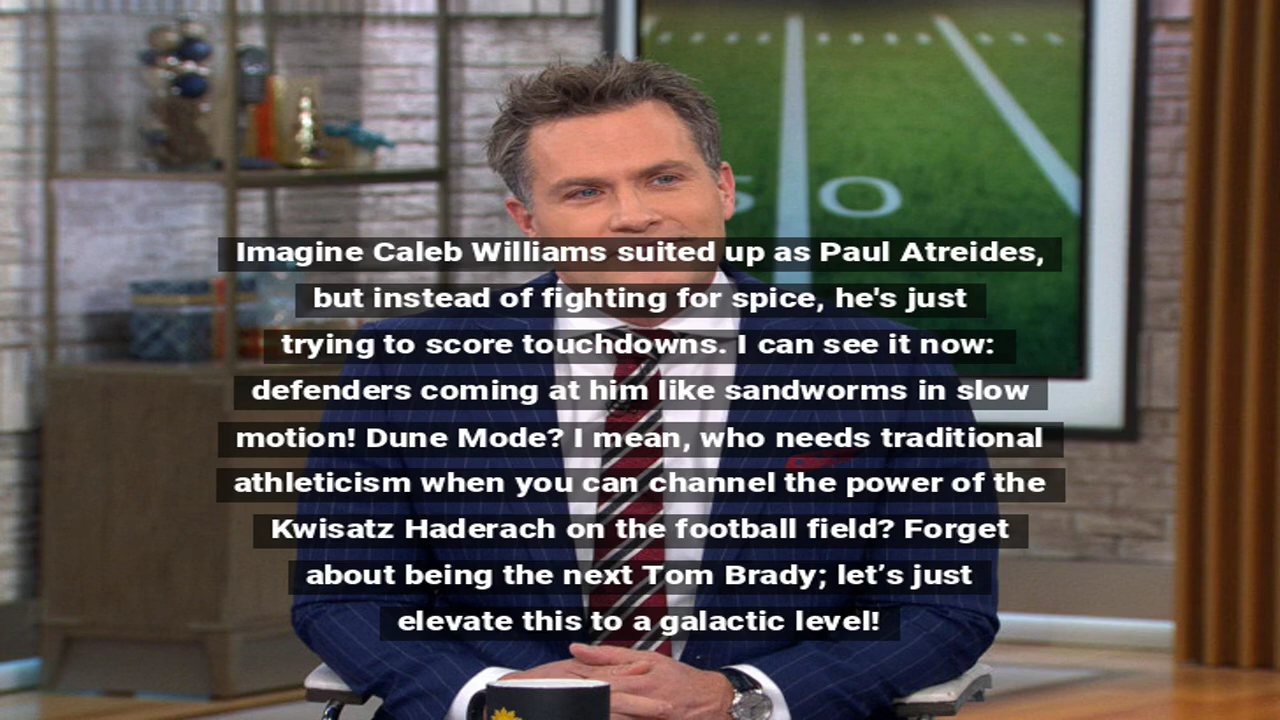 50
Imagine Caleb Williams suited up as Paul Atreides,
but instead of fighting for spice, he's just
trying to score touchdowns. I can see it now:
defenders coming at him like sandworms in slow
motion! Dune Mode? I mean, who needs traditional
athleticism when you can channel the power of the
Kwisatz Haderach on the football field? Forget
about being the next Tom Brady; let’s just
elevate this to a galactic level!